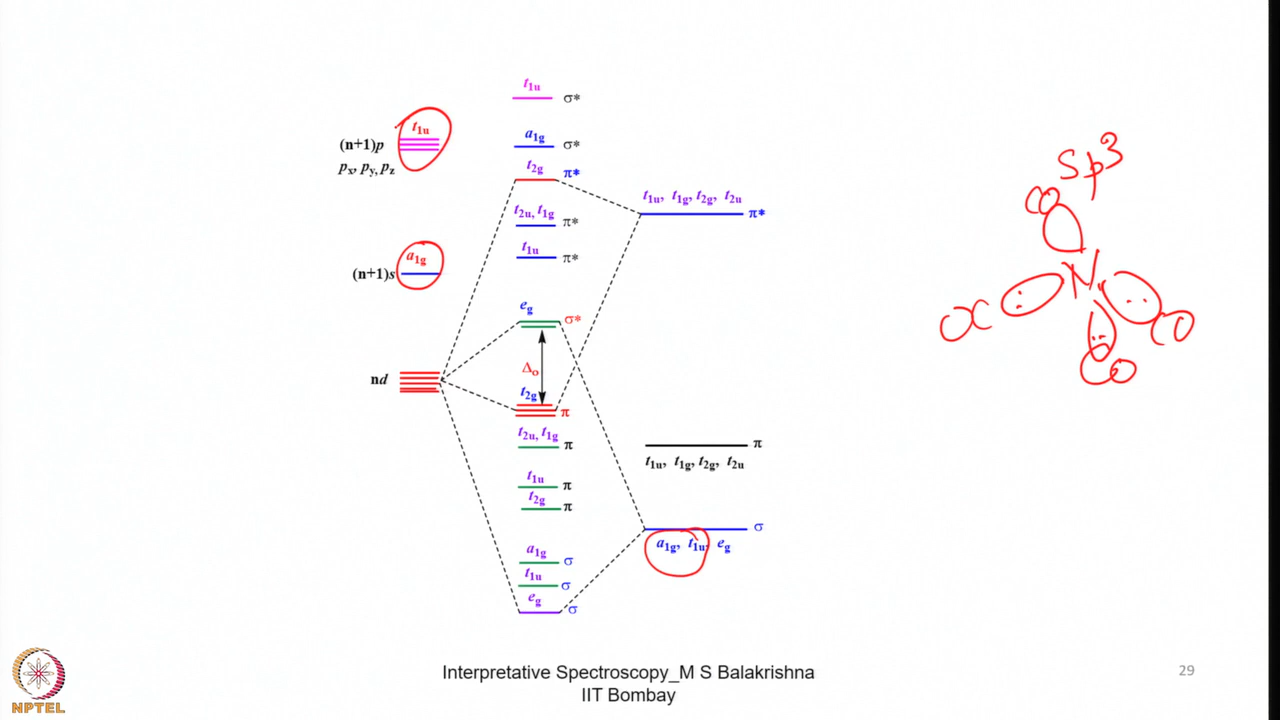 t1u
σ*
a1g
σ*
t2g
π*
t2u, t1g
π*
t1u
π*
eg
σ*
Δo
t2g
π
t2u, t1g
π
t1u
π
t2g
π
a1g
σ
t1u
σ
eg
σ
t1u
(n+1)p
px, py, pz
a1g
(n+1)s
nd
t1u, t1g, t2g, t2u
π*
π
t1u, t1g, t2g, t2u
σ
a1g, t1u, eg
Sp3
CO
Ni
OC
CO
CO
Interpretative Spectroscopy_M S Balakrishna
IIT Bombay
29
NPTEL